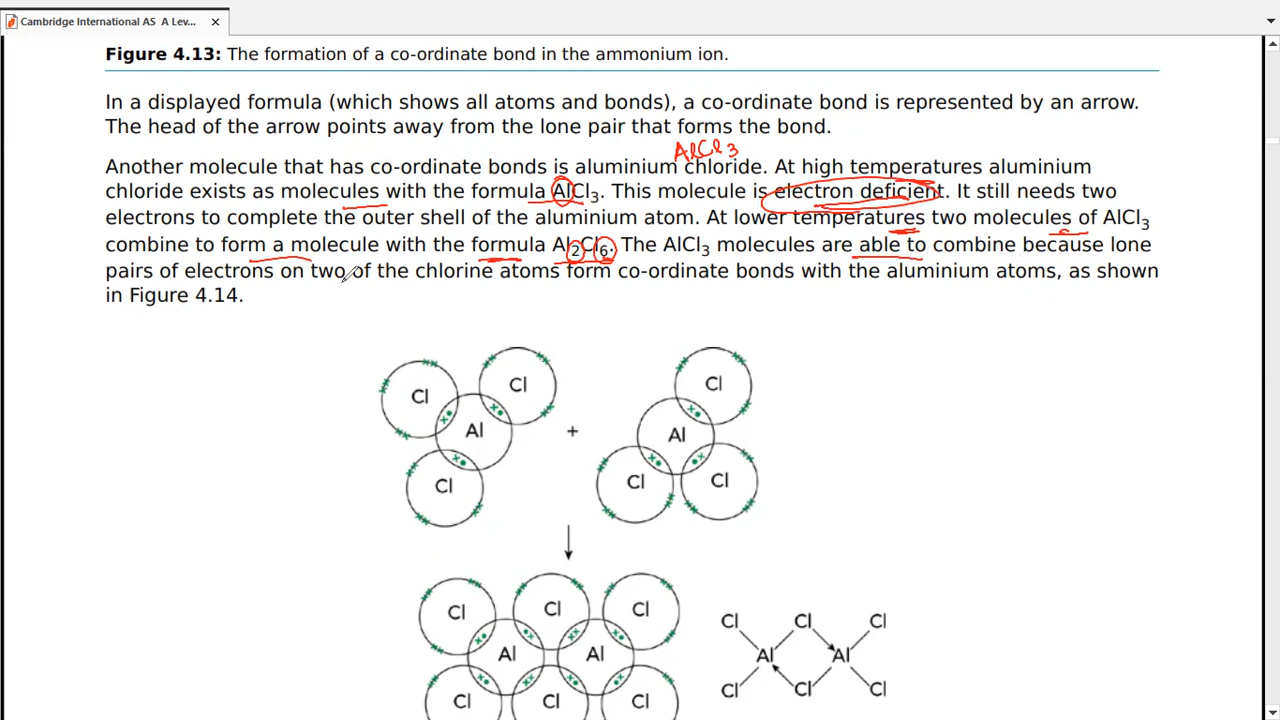 Cambridge International AS  A Lev...
Figure 4.13: The formation of a co-ordinate bond in the ammonium ion.
In a displayed formula (which shows all atoms and bonds), a co-ordinate bond is represented by an arrow.
The head of the arrow points away from the lone pair that forms the bond.
AlCl3
Another molecule that has co-ordinate bonds is aluminium chloride. At high temperatures aluminium
chloride exists as molecules with the formula AlCl₃. This molecule is electron deficient. It still needs two
electrons to complete the outer shell of the aluminium atom. At lower temperatures two molecules of AlCl₃
combine to form a molecule with the formula Al₂Cl₆. The AlCl₃ molecules are able to combine because lone
pairs of electrons on two of the chlorine atoms form co-ordinate bonds with the aluminium atoms, as shown
in Figure 4.14.
Cl Cl Cl
Al + Al
Cl Cl Cl
Cl Cl Cl Cl Cl Cl
Al Al Al Al
Cl Cl Cl Cl Cl Cl